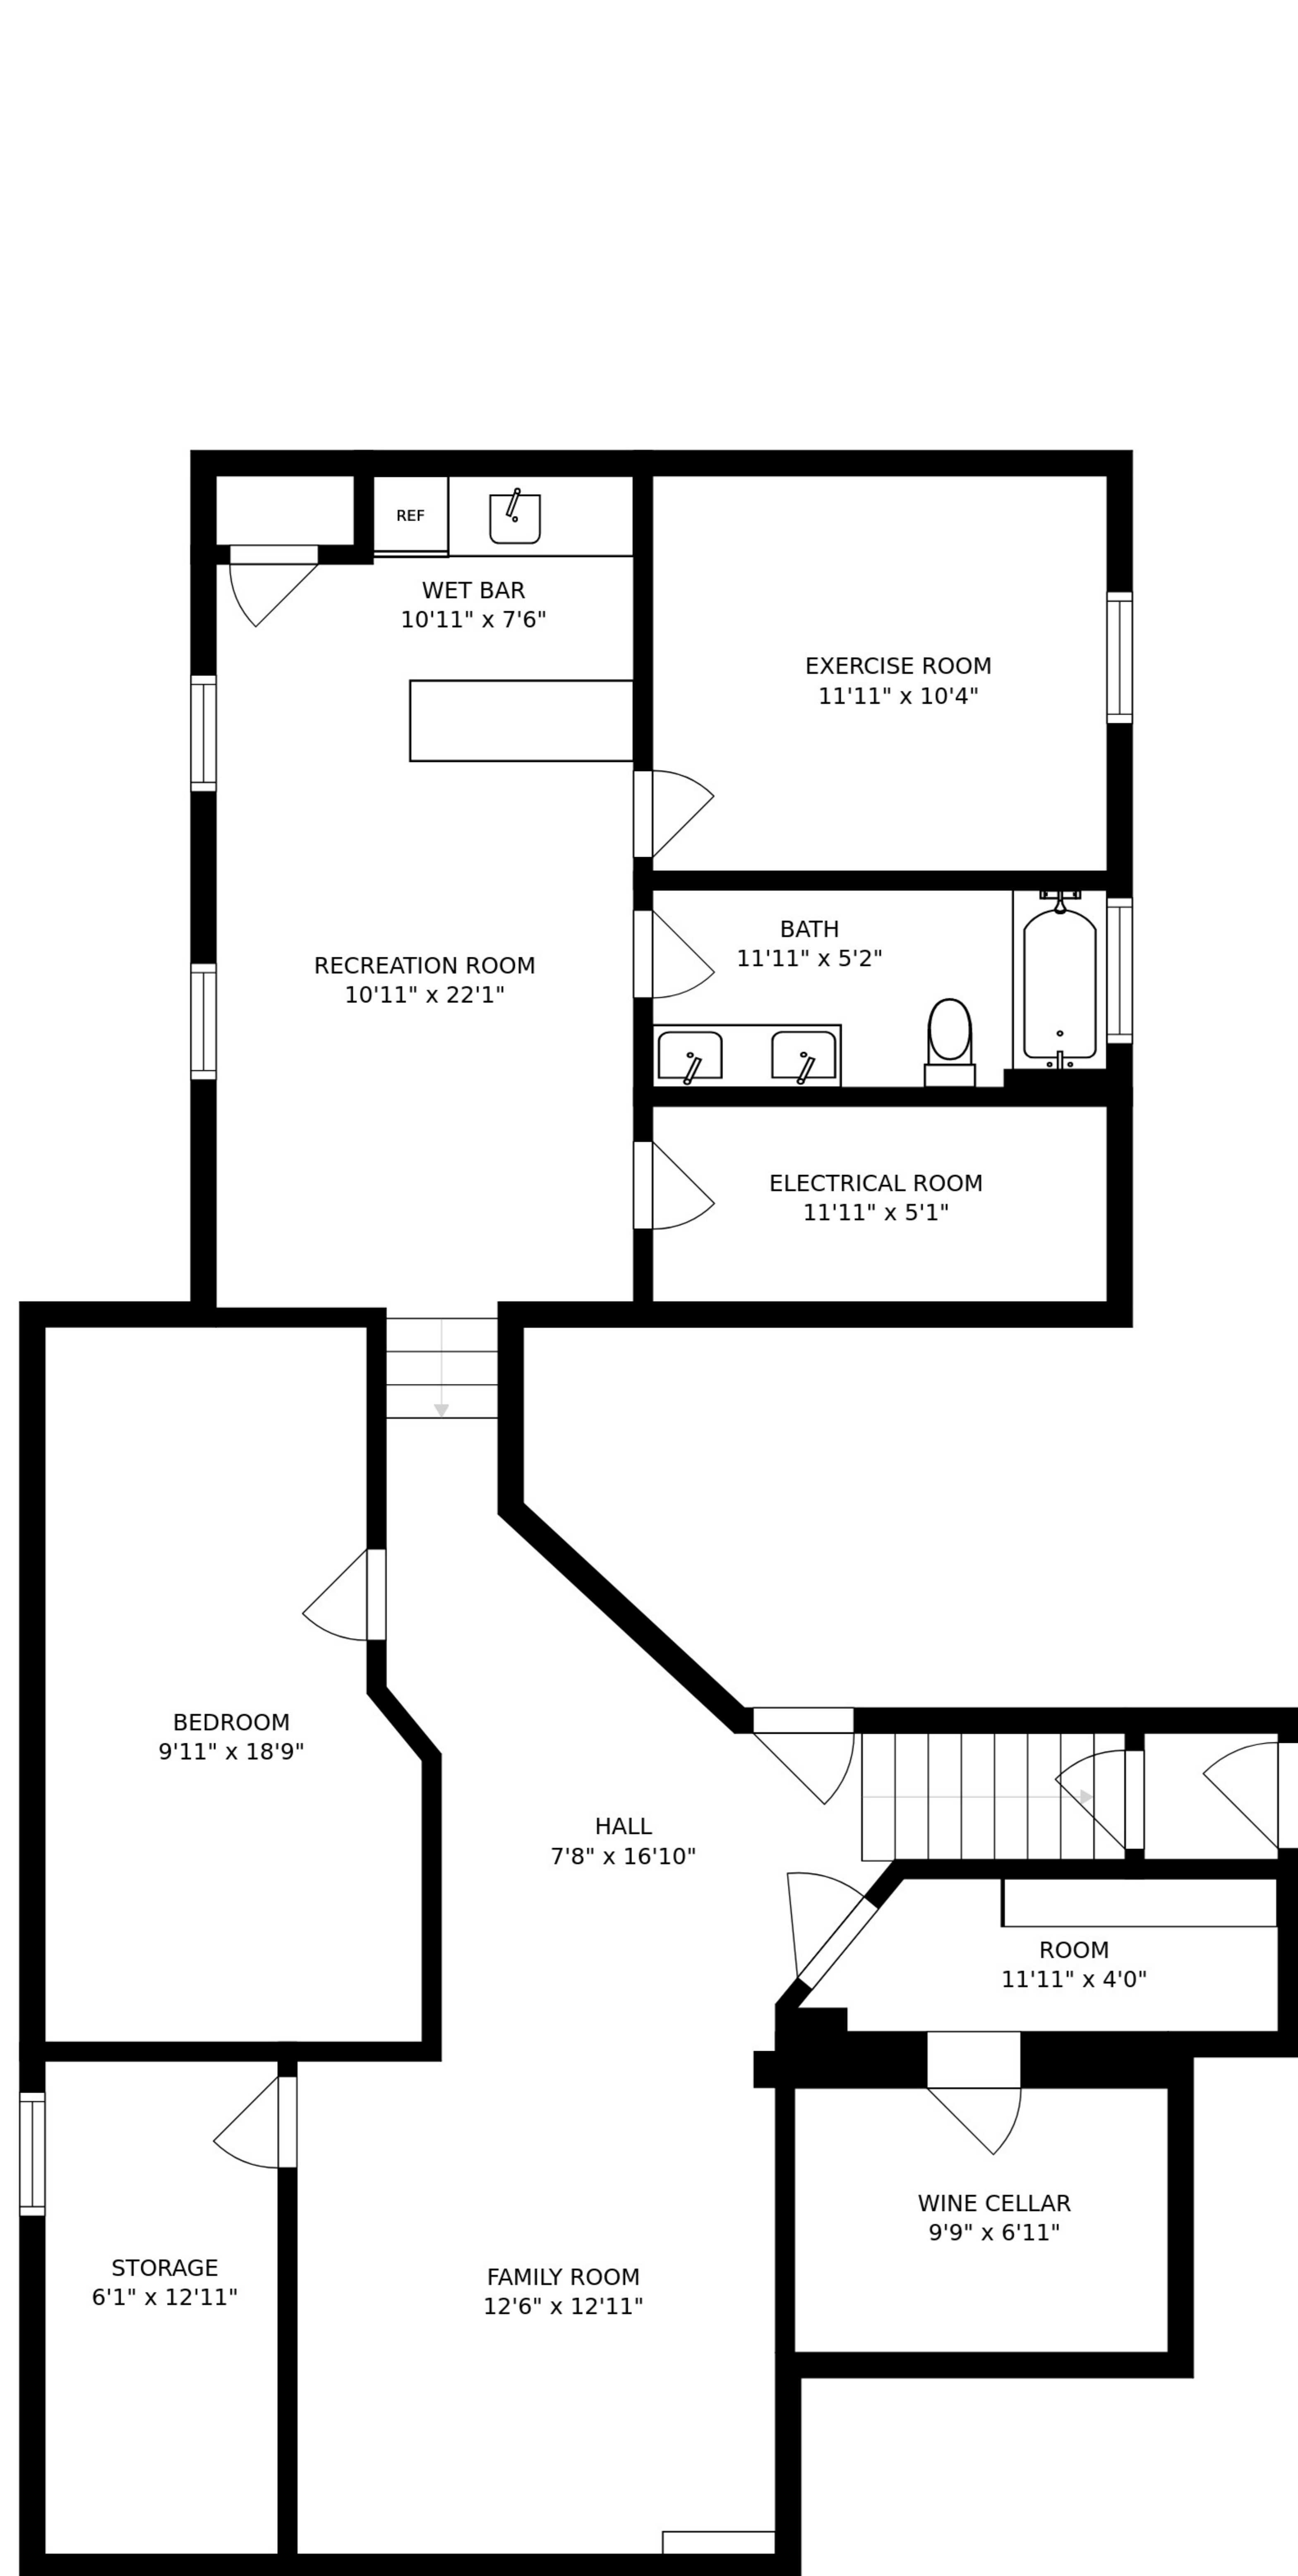 REF
WET BAR
10'11" x 7'6"
EXERCISE ROOM
11'11" x 10'4"
BATH
11'11" x 5'2"
RECREATION ROOM
10'11" x 22'1"
ELECTRICAL ROOM
11'11" x 5'1"
BEDROOM
9'11" x 18'9"
HALL
7'8" x 16'10"
ROOM
11'11" x 4'0"
WINE CELLAR
9'9" x 6'11"
STORAGE
6'1" x 12'11"
FAMILY ROOM
12'6" x 12'11"